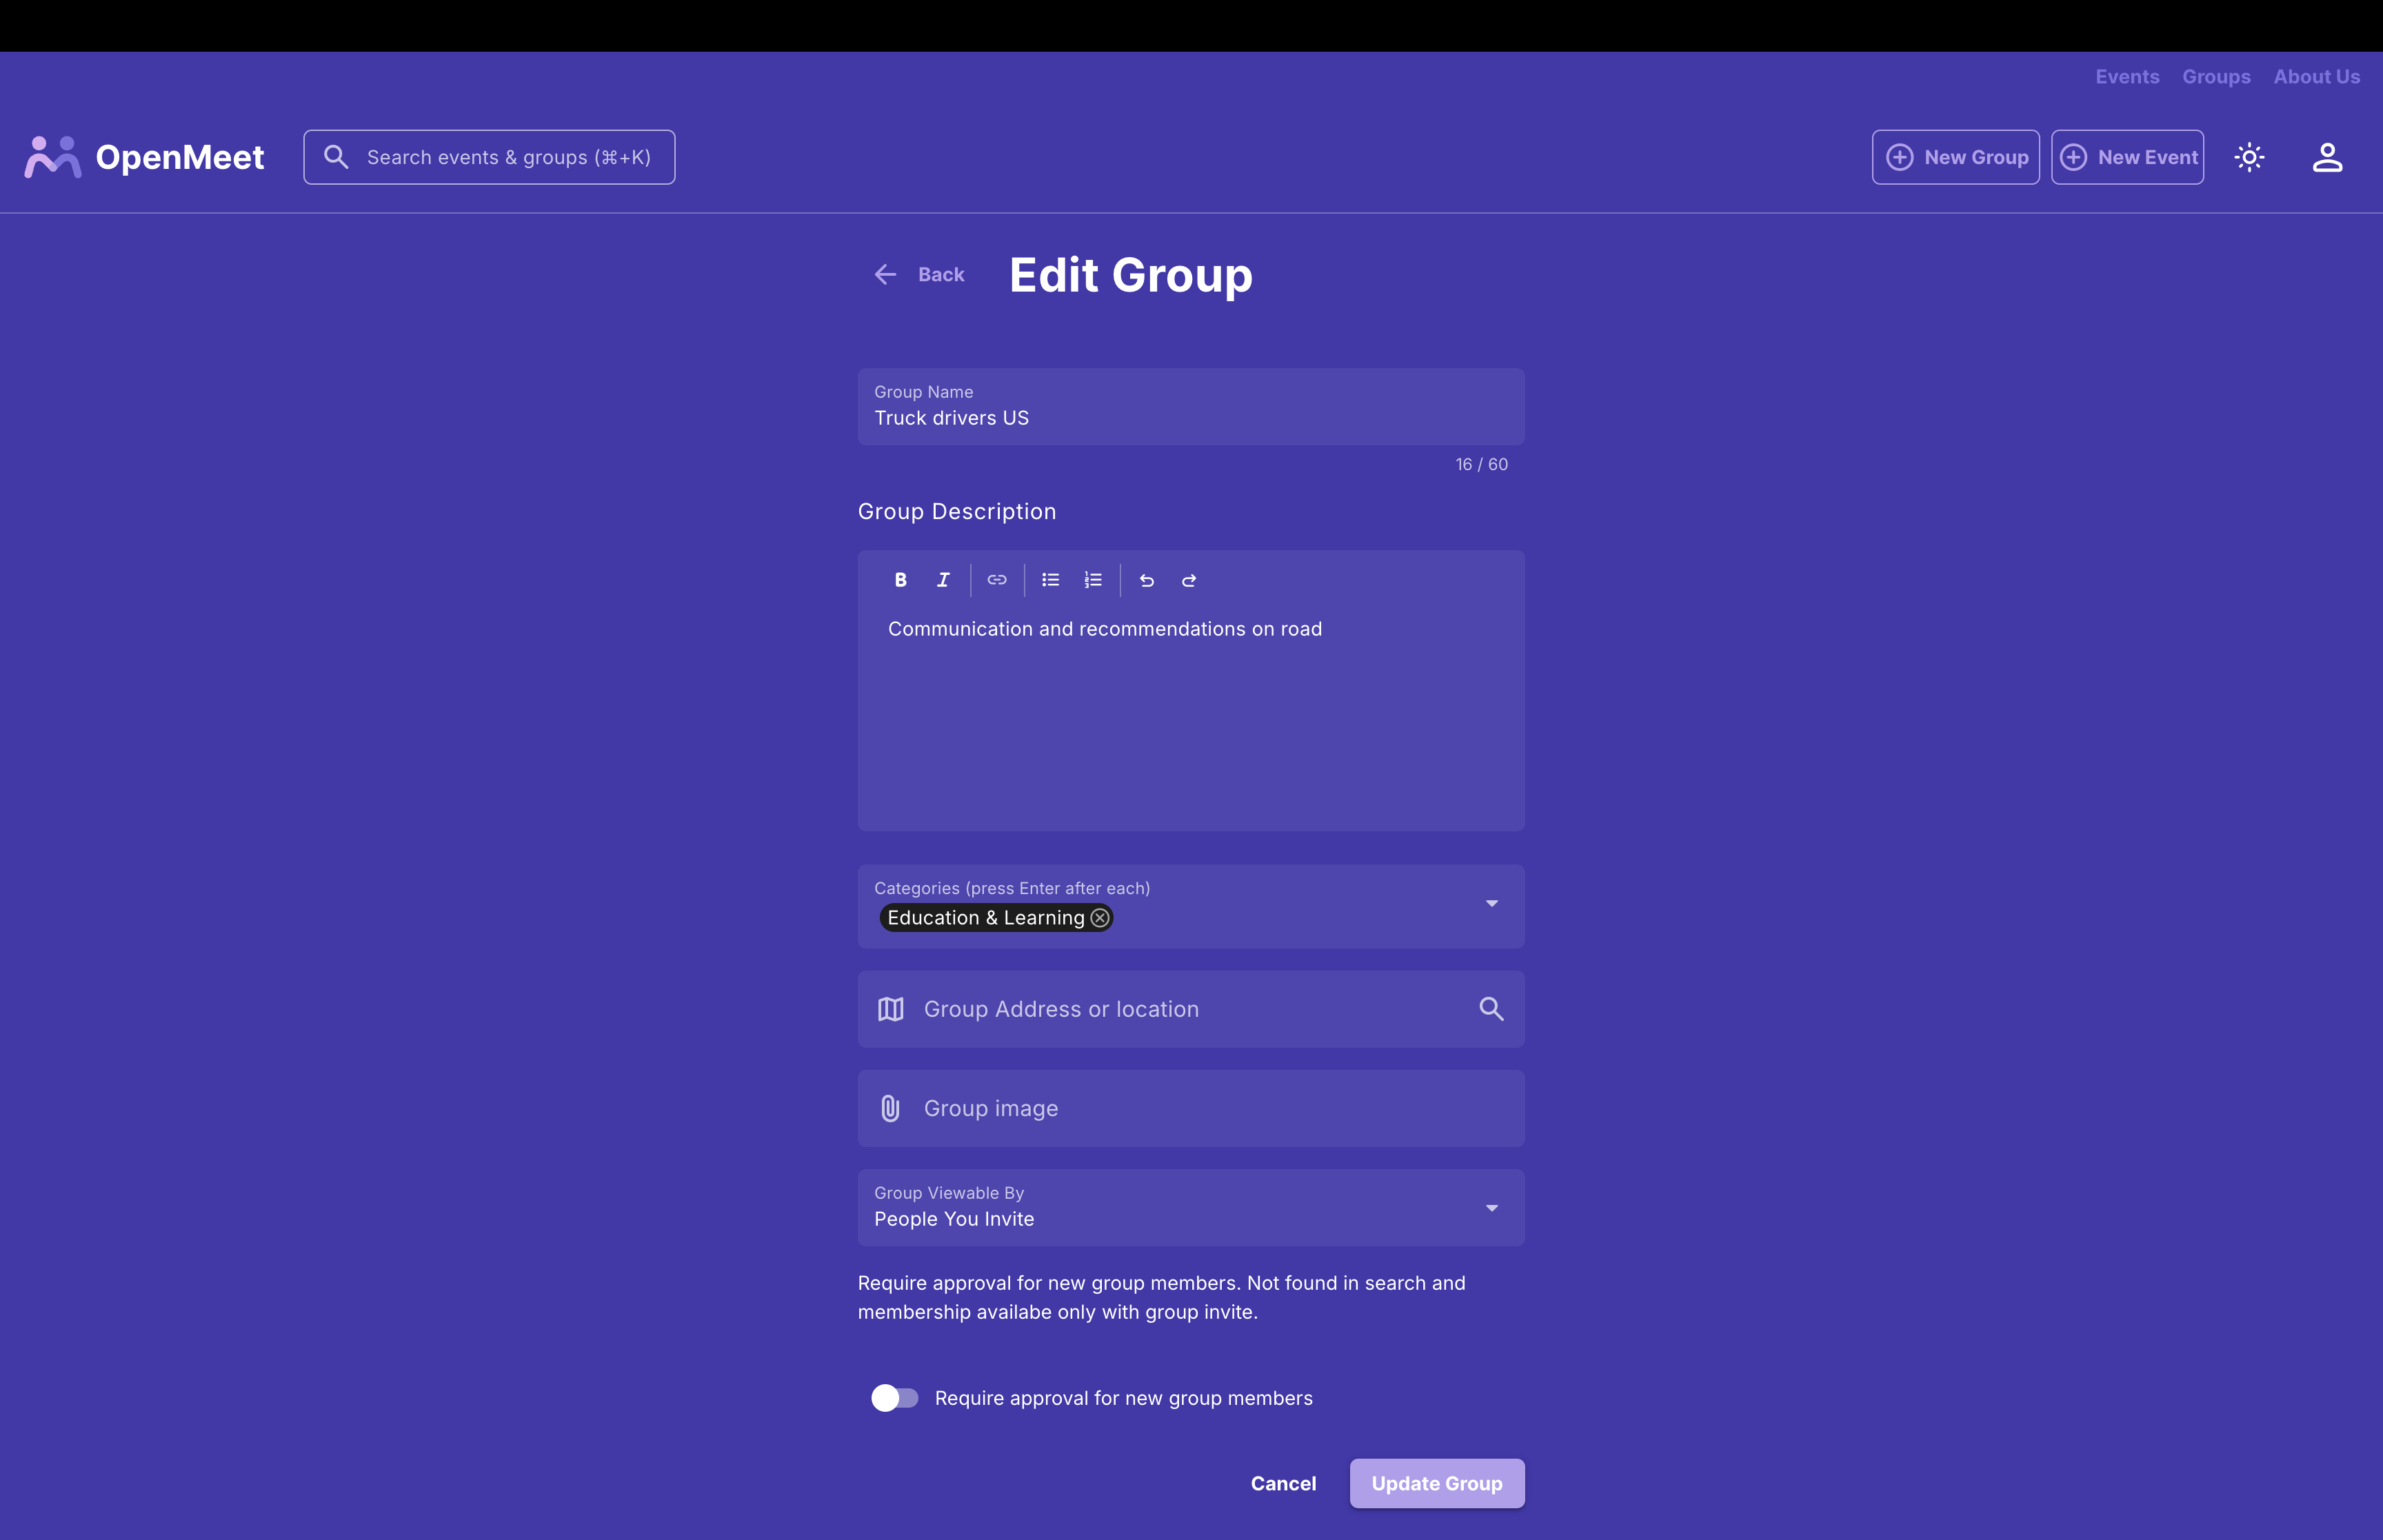 Events Groups About Us
OpenMeet
Search events & groups (⌘+K)
New Group
New Event
Back
Edit Group
Group Name
Truck drivers US
16 / 60
Group Description
B I
Communication and recommendations on road
Categories (press Enter after each)
Education & Learning
Group Address or location
Group image
Group Viewable By
People You Invite
Require approval for new group members. Not found in search and
membership availabe only with group invite.
Require approval for new group members
Cancel
Update Group